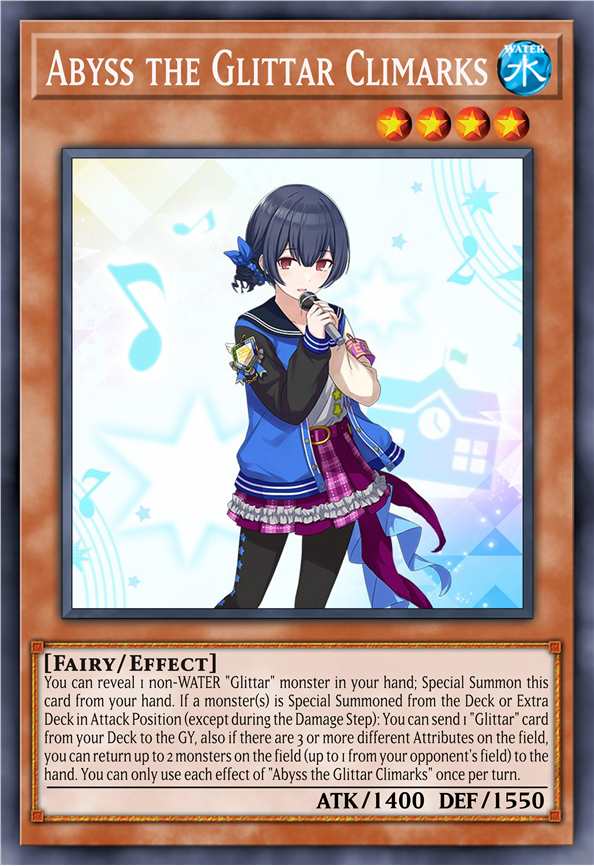 ABYSS THE GLITTAR CLIMARKS
WATER
水
[FAIRY/EFFECT]
You can reveal 1 non-WATER "Glittar" monster in your hand; Special Summon this
card from your hand. If a monster(s) is Special Summoned from the Deck or Extra
Deck in Attack Position (except during the Damage Step): You can send 1 "Glittar" card
from your Deck to the GY, also if there are 3 or more different Attributes on the field,
you can return up to 2 monsters on the field (up to 1 from your opponent's field) to the
hand. You can only use each effect of "Abyss the Glittar Climarks" once per turn.
ATK/1400 DEF/1550